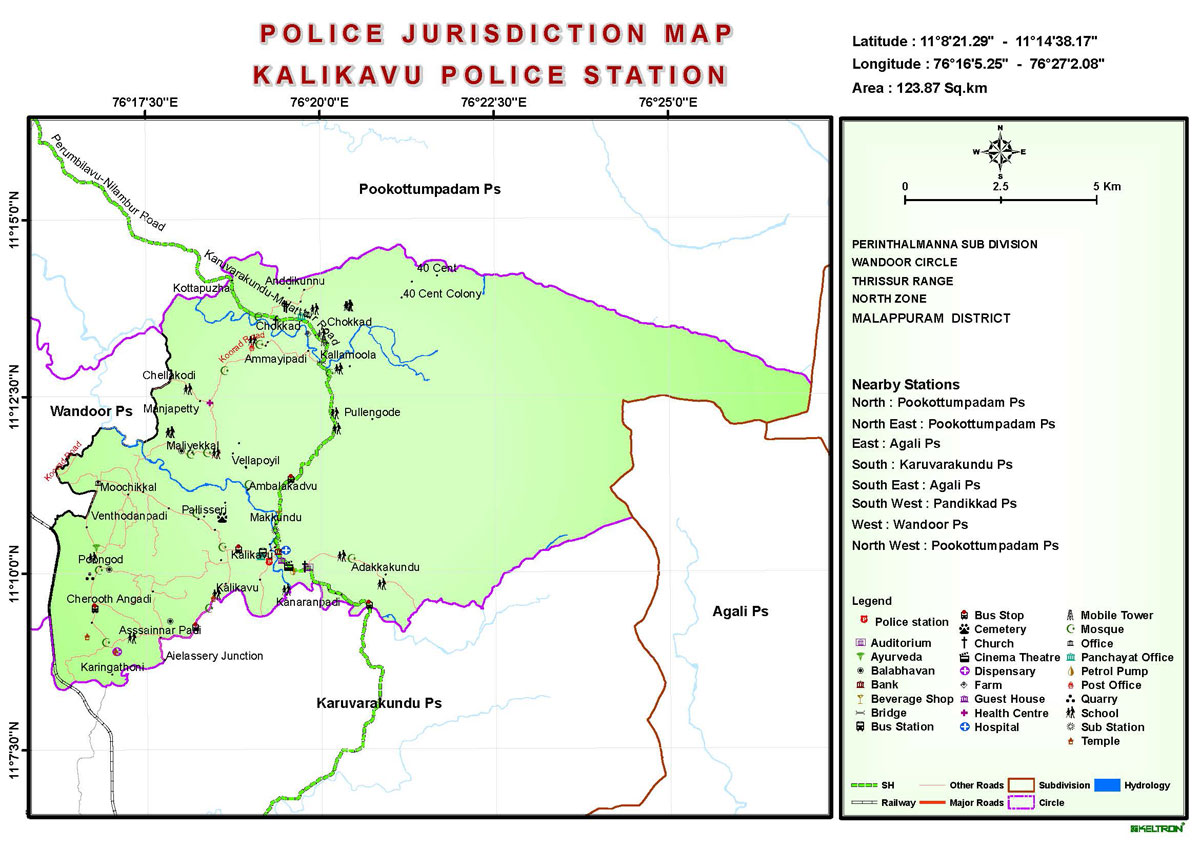 POLICE JURISDICTION MAP
KALIKAVU POLICE STATION
Latitude : 11°8'21.29" - 11°14'38.17"
Longitude : 76°16'5.25" - 76°27'2.08"
Area : 123.87 Sq.km
76°17'30"E
76°20'0"E
76°22'30"E
76°25'0"E
11°15'0"N
11°12'30"N
11°10'0"N
11°7'30"N
Perumbilavu-Nilambur Road
Pookottumpadam Ps
40 Cent
Anddikunnu
Kottapuzha
40 Cent Colony
Chokkad
Chokkad
Koorad Road
Ammayipadi
Kallamoola
Chellakodi
Manjapetty
Pullengode
Wandoor Ps
Maliyekkal
Koorad Road
Vellapoyil
Moochikkal
Ambalakadvu
Pallisseri
Venthodanpadi
Makkundu
Kalikavu
Poongod
Adakkakundu
Kalikavu
Cherooth Angadi
Kanaranpadi
Agali Ps
Asssainnar Padi
Aielassery Junction
Karingathoni
Karuvarakundu Ps
N
W
E
S
0
2.5
5 Km
PERINTHALMANNA SUB DIVISION
WANDOOR CIRCLE
THRISSUR RANGE
NORTH ZONE
MALAPPURAM DISTRICT
Nearby Stations
North : Pookottumpadam Ps
North East : Pookottumpadam Ps
East : Agali Ps
South : Karuvarakundu Ps
South East : Agali Ps
South West : Pandikkad Ps
West : Wandoor Ps
North West : Pookottumpadam Ps
Legend
Police station
Auditorium
Ayurveda
Balabhavan
Bank
Beverage Shop
Bridge
Bus Station
Bus Stop
Cemetery
Church
Cinema Theatre
Dispensary
Farm
Guest House
Health Centre
Hospital
Mobile Tower
Mosque
Office
Panchayat Office
Petrol Pump
Post Office
Quarry
School
Sub Station
Temple
SH
Other Roads
Subdivision
Hydrology
Railway
Major Roads
Circle
KELTRON